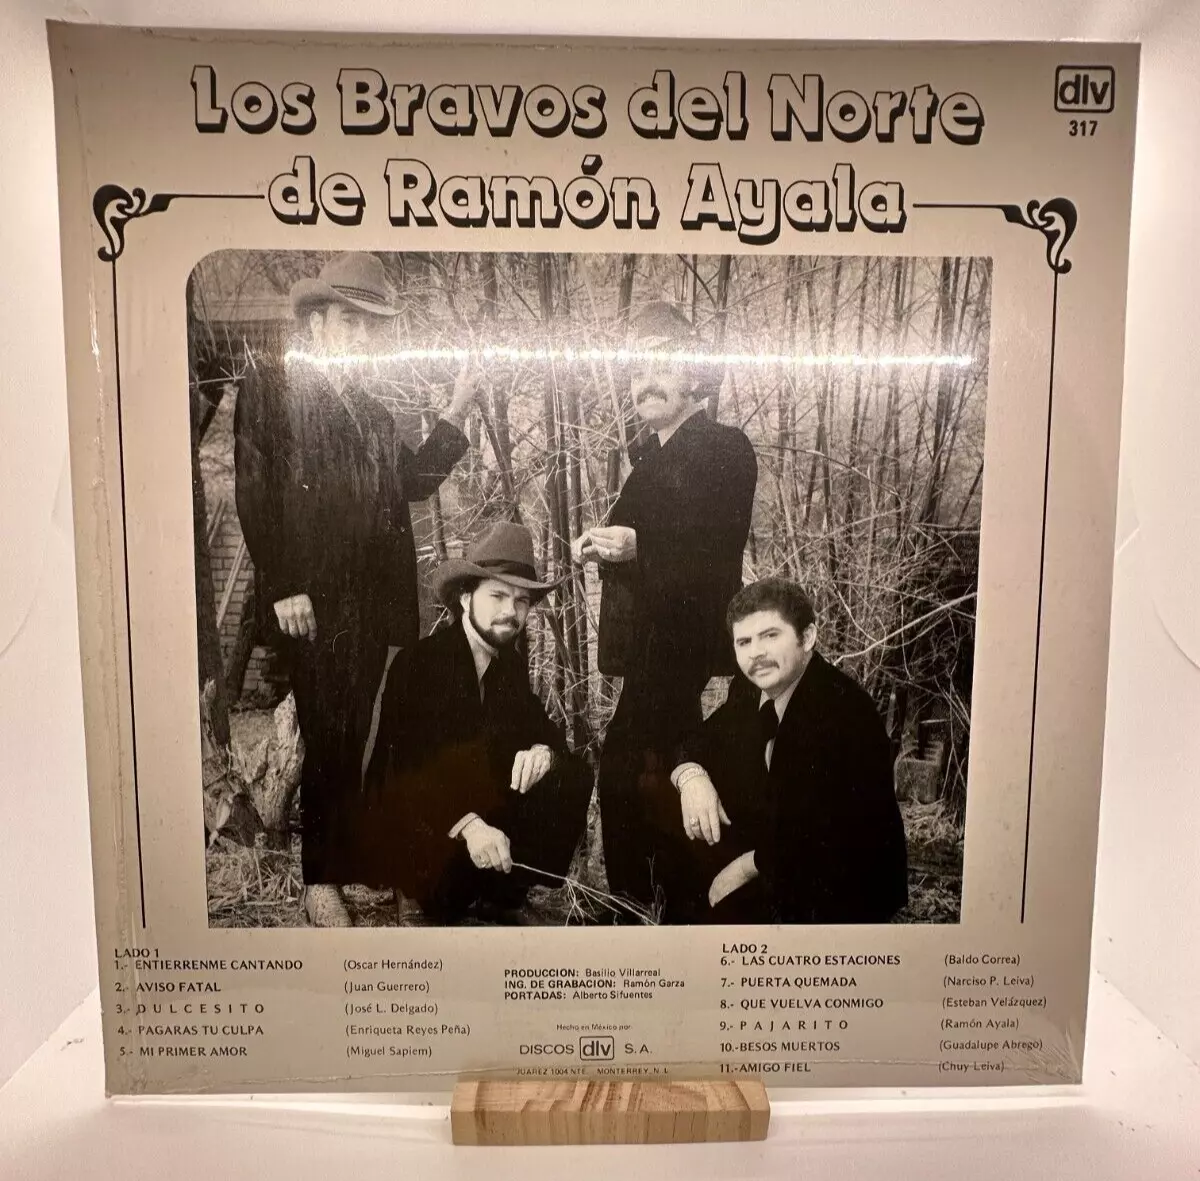 Los Bravos del Norte
de Ramón Ayala
dlv
317
LADO 1
1.- ENTIERRENME CANTANDO (Oscar Hernández)
2.- AVISO FATAL (Juan Guerrero)
3.- D U L C E S I T O (José L. Delgado)
4.- PAGARAS TU CULPA (Enriqueta Reyes Peña)
5.- MI PRIMER AMOR (Miguel Sapiem)
PRODUCCION: Basilio Villarreal
ING. DE GRABACION: Ramón Garza
PORTADAS: Alberto Sifuentes
Hecho en México por
DISCOS dlv S.A.
JUAREZ 1004 NTE. MONTERREY, N. L.
LADO 2
6.- LAS CUATRO ESTACIONES (Baldo Correa)
7.- PUERTA QUEMADA (Narciso P. Leiva)
8.- QUE VUELVA CONMIGO (Esteban Velázquez)
9.- P A J A R I T O (Ramón Ayala)
10.-BESOS MUERTOS (Guadalupe Abrego)
11.-AMIGO FIEL (Chuy Leiva)